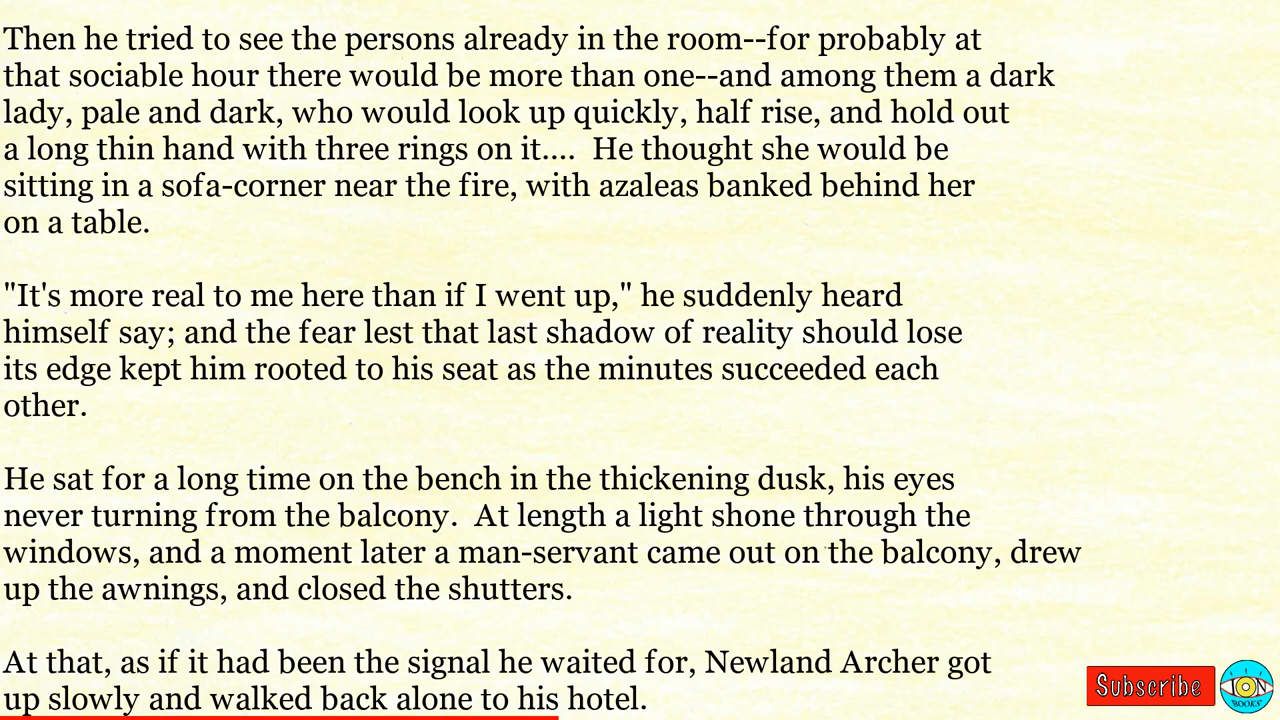 Then he tried to see the persons already in the room--for probably at
that sociable hour there would be more than one--and among them a dark
lady, pale and dark, who would look up quickly, half rise, and hold out
a long thin hand with three rings on it....  He thought she would be
sitting in a sofa-corner near the fire, with azaleas banked behind her
on a table.
"It's more real to me here than if I went up," he suddenly heard
himself say; and the fear lest that last shadow of reality should lose
its edge kept him rooted to his seat as the minutes succeeded each
other.
He sat for a long time on the bench in the thickening dusk, his eyes
never turning from the balcony.  At length a light shone through the
windows, and a moment later a man-servant came out on the balcony, drew
up the awnings, and closed the shutters.
At that, as if it had been the signal he waited for, Newland Archer got
up slowly and walked back alone to his hotel.
Subscribe
ION
BOOKS